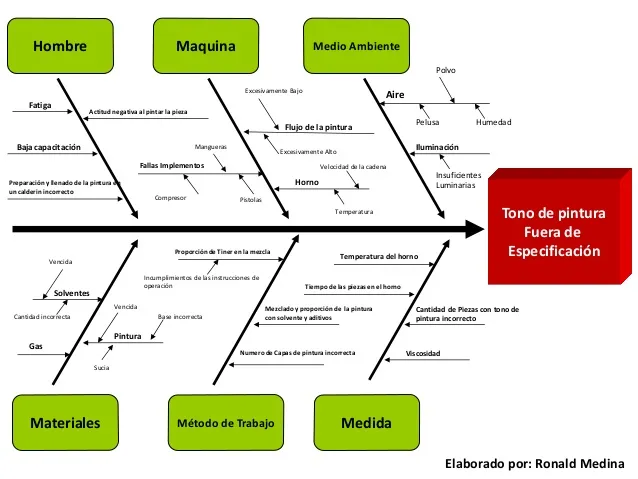 Hombre
Maquina
Medio Ambiente
Polvo
Excesivamente Bajo
Aire
Fatiga
Actitud negativa al pintar la pieza
Pelusa
Humedad
Flujo de la pintura
Baja capacitación
Mangueras
Excesivamente Alto
Iluminación
Fallas Implementos
Velocidad de la cadena
Insuficientes
Luminarias
Preparación y llenado de la pintura en
un calderin incorrecto
Horno
Compresor
Pistolas
Temperatura
Tono de pintura
Fuera de
Especificación
Proporción de Tiner en la mezcla
Temperatura del horno
Vencida
Incumplimientos de las instrucciones de
operación
Solventes
Tiempo de las piezas en el horno
Vencida
Cantidad incorrecta
Base incorrecta
Mezclado y proporción de la pintura
con solvente y aditivos
Cantidad de Piezas con tono de
pintura incorrecto
Pintura
Gas
Numero de Capas de pintura incorrecta
Viscosidad
Sucia
Materiales
Método de Trabajo
Medida
Elaborado por: Ronald Medina